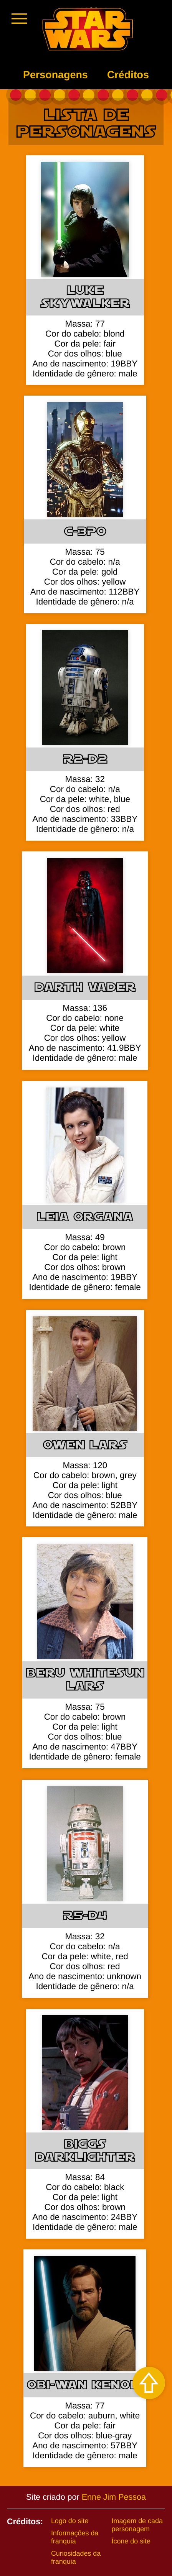 STAR
WARS
Personagens Créditos
LISTA DE
PERSONAGENS
LUKE
SKYWALKER
Massa: 77
Cor do cabelo: blond
Cor da pele: fair
Cor dos olhos: blue
Ano de nascimento: 19BBY
Identidade de gênero: male
C-3PO
Massa: 75
Cor do cabelo: n/a
Cor da pele: gold
Cor dos olhos: yellow
Ano de nascimento: 112BBY
Identidade de gênero: n/a
R2-D2
Massa: 32
Cor do cabelo: n/a
Cor da pele: white, blue
Cor dos olhos: red
Ano de nascimento: 33BBY
Identidade de gênero: n/a
DARTH VADER
Massa: 136
Cor do cabelo: none
Cor da pele: white
Cor dos olhos: yellow
Ano de nascimento: 41.9BBY
Identidade de gênero: male
LEIA ORGANA
Massa: 49
Cor do cabelo: brown
Cor da pele: light
Cor dos olhos: brown
Ano de nascimento: 19BBY
Identidade de gênero: female
OWEN LARS
Massa: 120
Cor do cabelo: brown, grey
Cor da pele: light
Cor dos olhos: blue
Ano de nascimento: 52BBY
Identidade de gênero: male
BERU WHITESUN
LARS
Massa: 75
Cor do cabelo: brown
Cor da pele: light
Cor dos olhos: blue
Ano de nascimento: 47BBY
Identidade de gênero: female
R5-D4
Massa: 32
Cor do cabelo: n/a
Cor da pele: white, red
Cor dos olhos: red
Ano de nascimento: unknown
Identidade de gênero: n/a
BIGGS
DARKLIGHTER
Massa: 84
Cor do cabelo: black
Cor da pele: light
Cor dos olhos: brown
Ano de nascimento: 24BBY
Identidade de gênero: male
OBI-WAN KENOBI
Massa: 77
Cor do cabelo: auburn, white
Cor da pele: fair
Cor dos olhos: blue-gray
Ano de nascimento: 57BBY
Identidade de gênero: male
Site criado por Enne Jim Pessoa
Créditos:
Logo do site
Informações da
franquia
Curiosidades da
franquia
Imagem de cada
personagem
Ícone do site